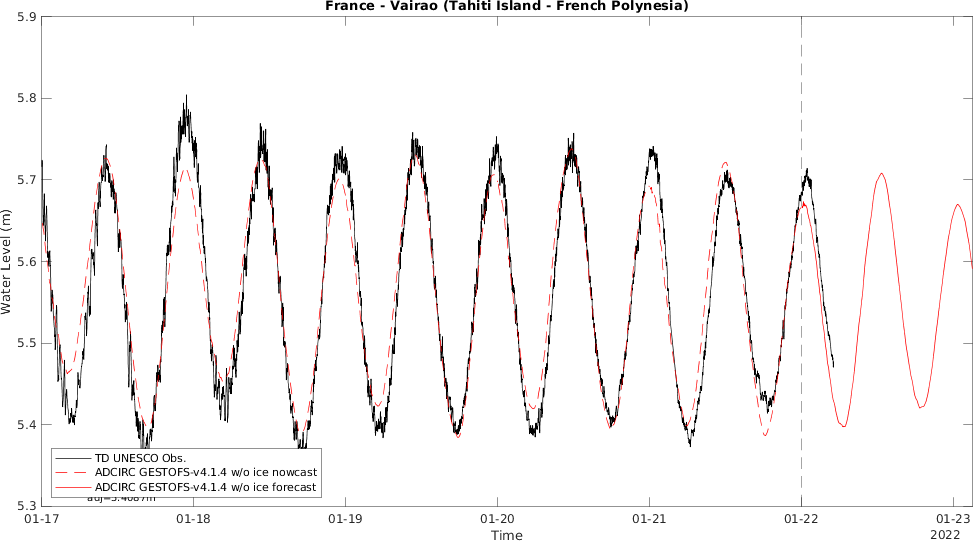 France - Vairao (Tahiti Island - French Polynesia)
5.9
5.8
5.7
5.6
5.5
5.4
5.3
Water Level (m)
TD UNESCO Obs.
ADCIRC GESTOFS-v4.1.4 w/o ice nowcast
ADCIRC GESTOFS-v4.1.4 w/o ice forecast
01-17 01-18 01-19 01-20 01-21 01-22 01-23
Time
2022